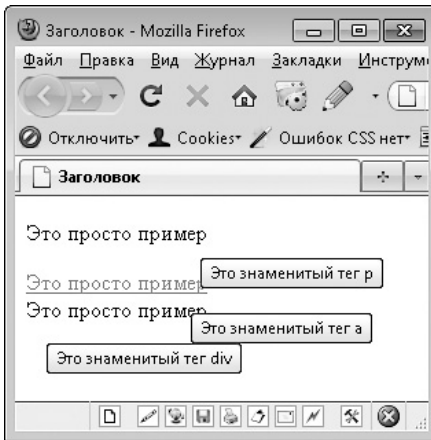 Заголовок - Mozilla Firefox
Файл Правка Вид Журнал Закладки Инструм
Отключить Cookies Ошибок CSS нет
Заголовок
Это просто пример
Это знаменитый тег p
Это просто пример
Это просто пример
Это знаменитый тег a
Это знаменитый тег div